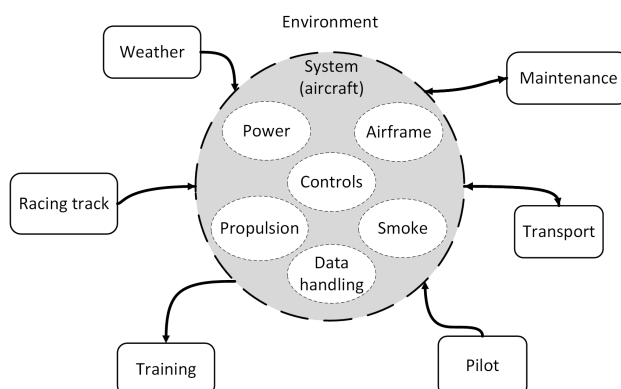 Environment
Weather
System
(aircraft)
Maintenance
Power
Airframe
Controls
Racing track
Propulsion
Smoke
Transport
Data
handling
Training
Pilot